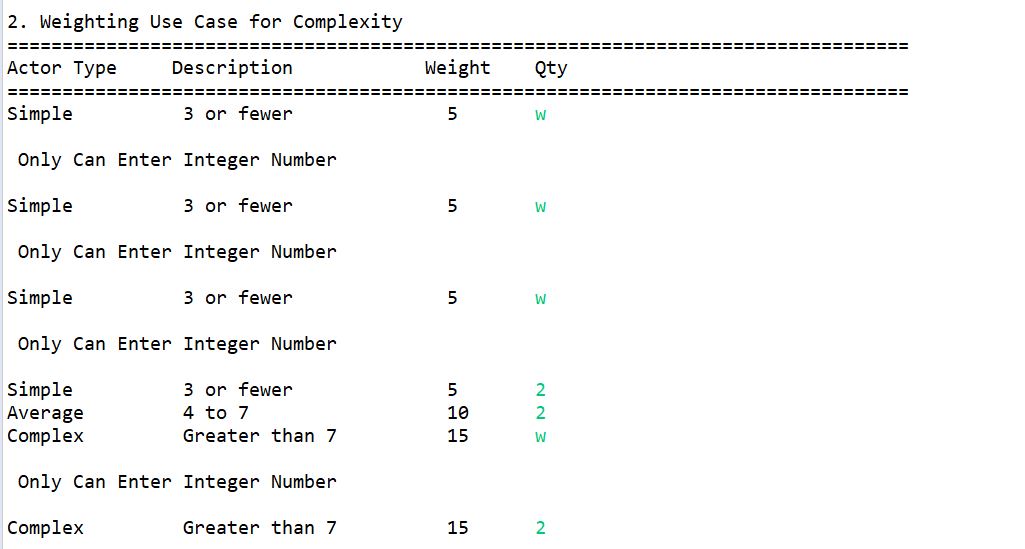 2. Weighting Use Case for Complexity
==================================================================================
Actor Type     Description            Weight    Qty
==================================================================================
Simple          3 or fewer              5       w
 Only Can Enter Integer Number
Simple          3 or fewer              5       w
 Only Can Enter Integer Number
Simple          3 or fewer              5       w
 Only Can Enter Integer Number
Simple          3 or fewer              5       2
Average         4 to 7                  10      2
Complex         Greater than 7          15      w
 Only Can Enter Integer Number
Complex         Greater than 7          15      2